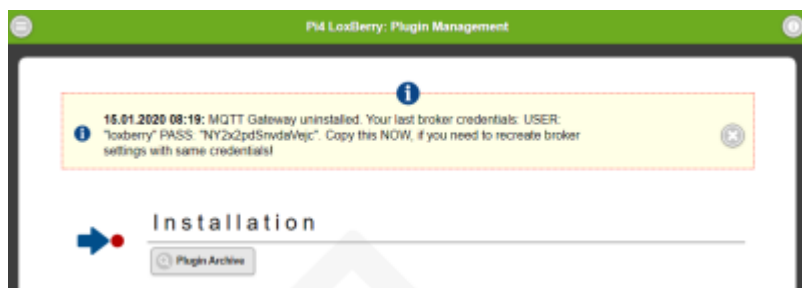 Pi4 LoxBerry: Plugin Management
15.01.2020 08:19: MQTT Gateway uninstalled. Your last broker credentials: USER:
"loxberry" PASS: "NY2x2pdSnvdaVejc". Copy this NOW, if you need to recreate broker
settings with same credentials!
Installation
Plugin Archive